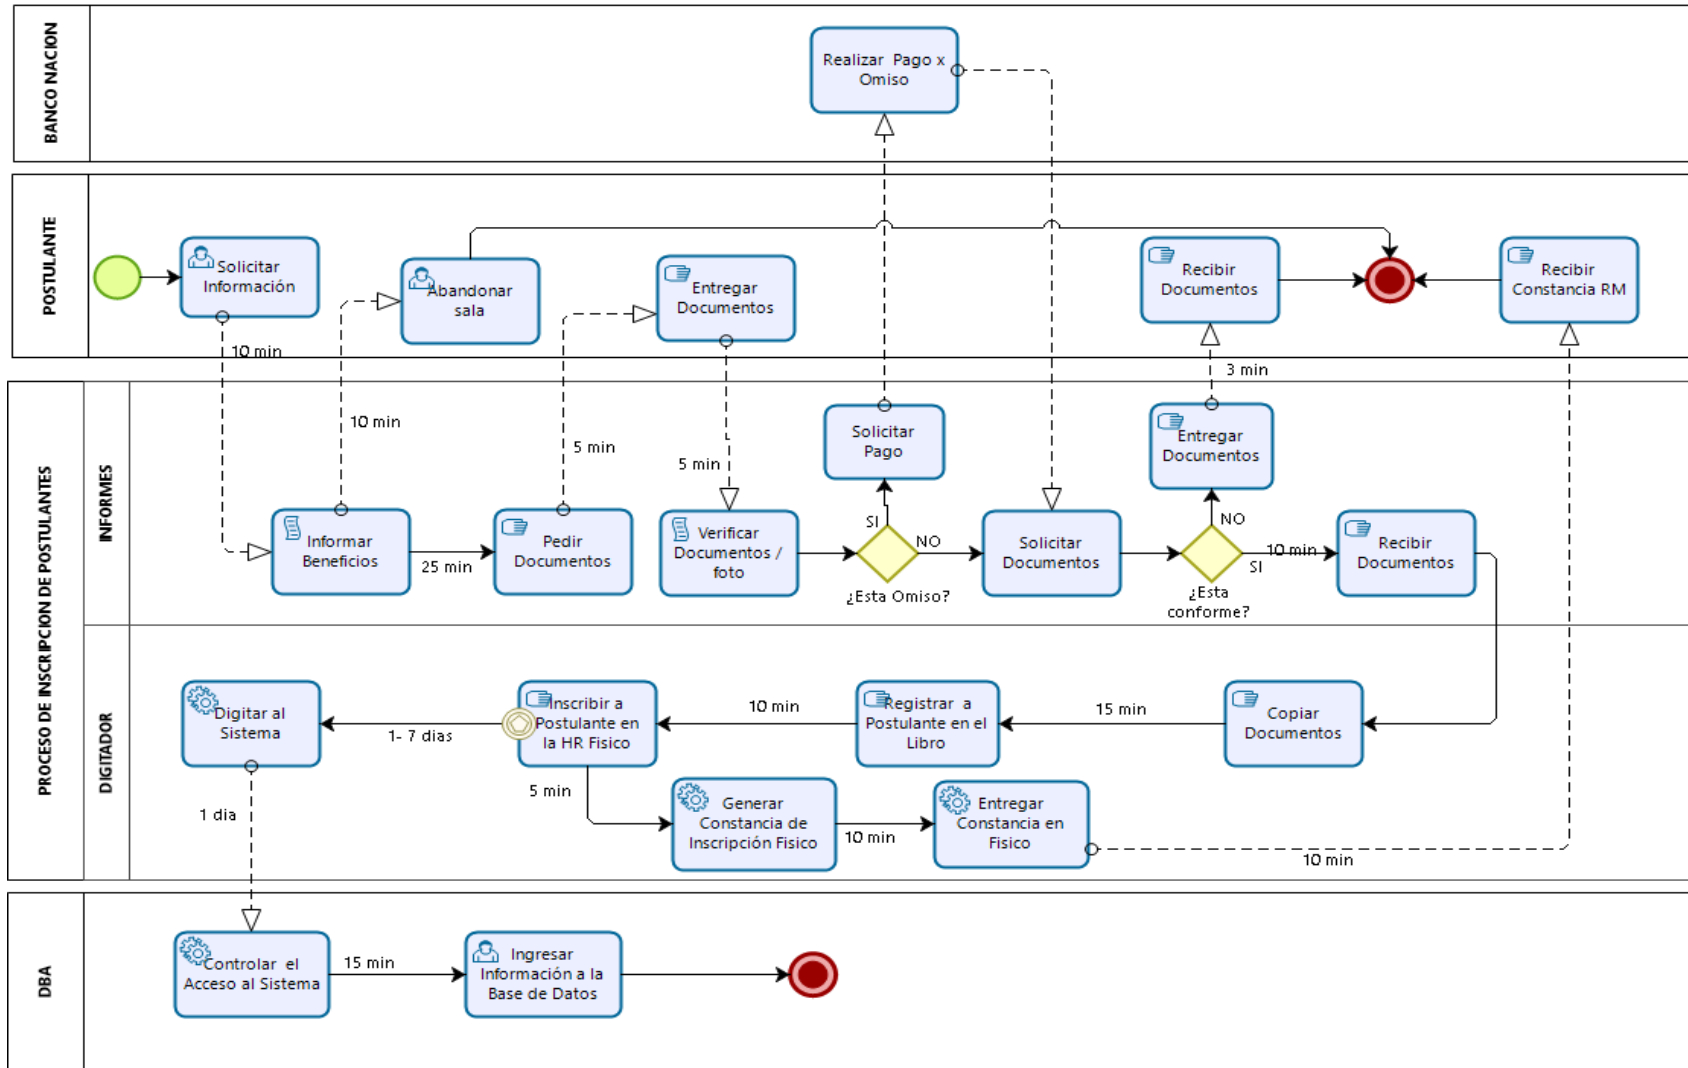 BANCO NACION
Realizar Pago x
Omiso
POSTULANTE
Solicitar
Información
Abandonar
sala
Entregar
Documentos
Recibir
Documentos
Recibir
Constancia RM
10 min
3 min
PROCESO DE INSCRIPCION DE POSTULANTES
INFORMES
10 min
5 min
5 min
Solicitar
Pago
Entregar
Documentos
SI
NO
NO
Informar
Beneficios
25 min
Pedir
Documentos
Verificar
Documentos /
foto
¿Esta Omiso?
Solicitar
Documentos
¿Esta
conforme?
10 min
SI
Recibir
Documentos
DIGITADOR
Digitar al
Sistema
1- 7 dias
Inscribir a
Postulante en
la HR Fisico
10 min
Registrar a
Postulante en el
Libro
15 min
Copiar
Documentos
5 min
1 dia
Generar
Constancia de
Inscripción Fisico
10 min
Entregar
Constancia en
Fisico
10 min
DBA
Controlar el
Acceso al Sistema
15 min
Ingresar
Información a la
Base de Datos